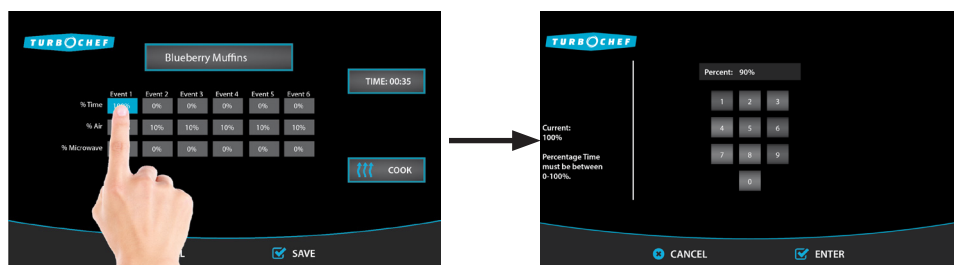 TURBOCHEF
Blueberry Muffins
TIME: 00:35
Event 1 Event 2 Event 3 Event 4 Event 5 Event 6
% Time 100% 0% 0% 0% 0% 0%
% Air 10% 10% 10% 10% 10%
% Microwave 0% 0% 0% 0% 0%
COOK
SAVE
TURBOCHEF
Percent: 90%
1 2 3
4 5 6
7 8 9
0
Current:
100%
Percentage Time
must be between
0-100%.
CANCEL ENTER